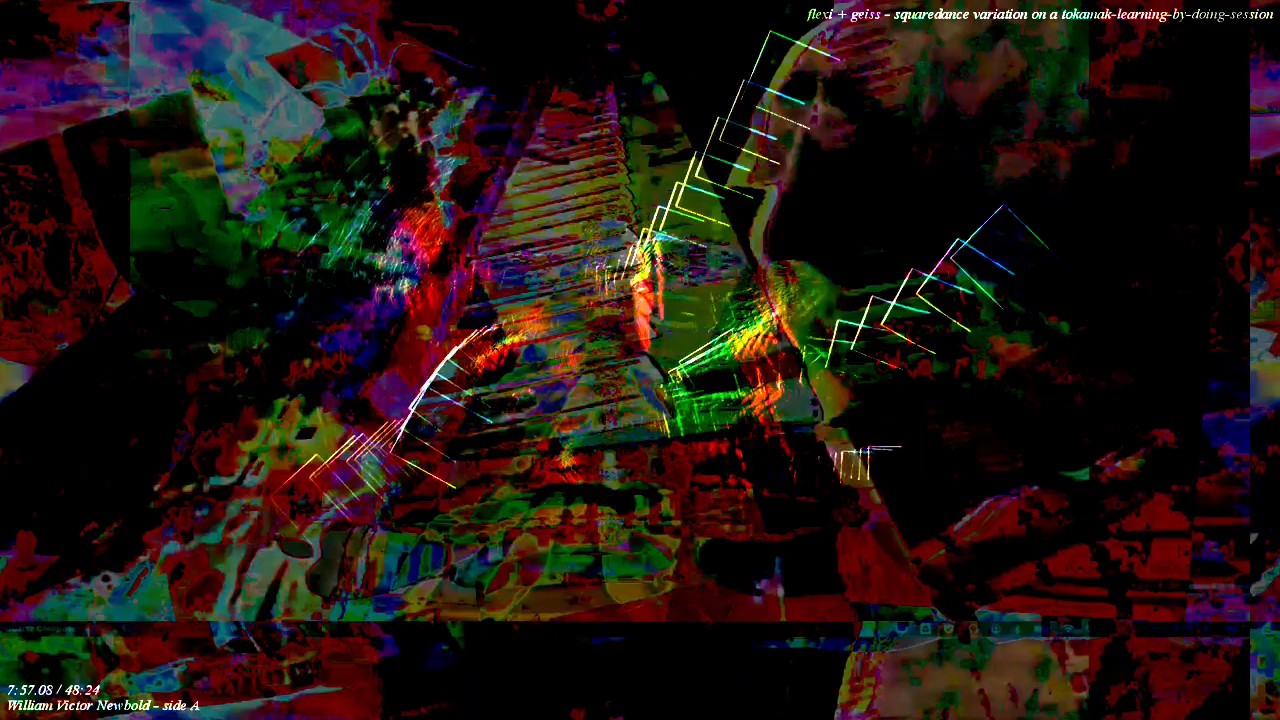 flexi + geiss - squaredance variation on a tokamak-learning-by-doing-session
7:57.08 / 48:24
William Victor Newbold - side A